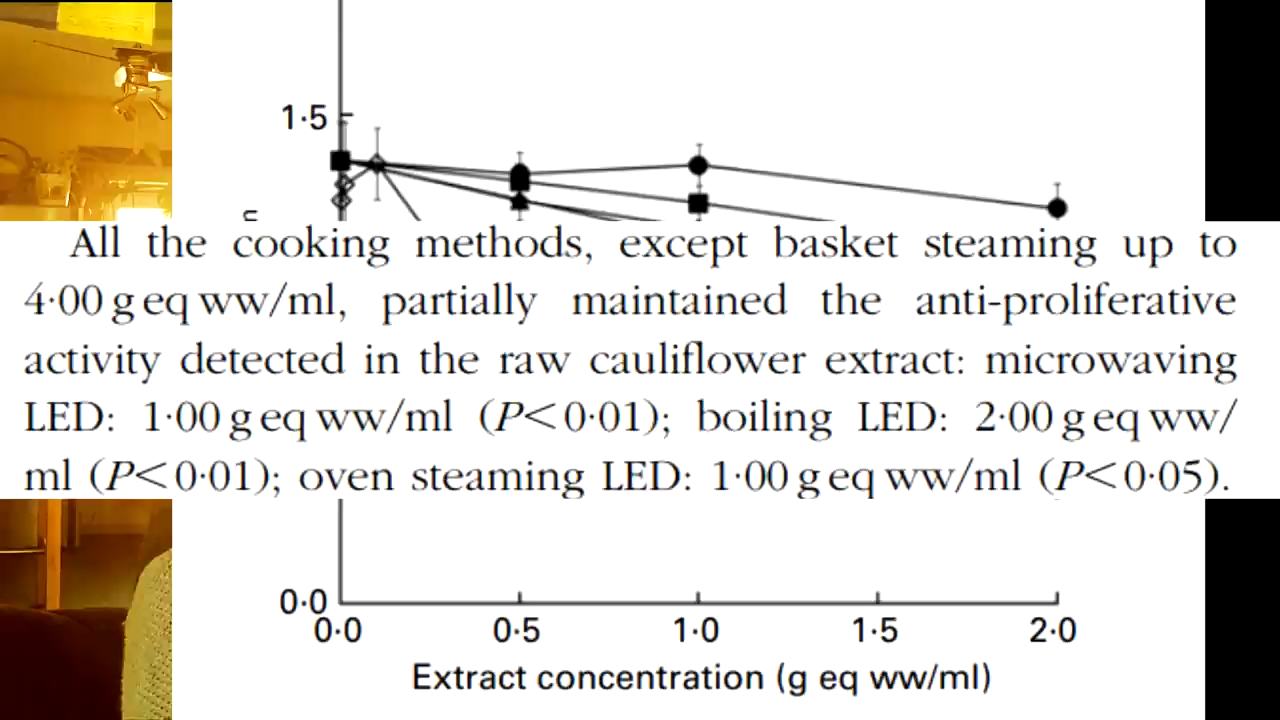 1·5
n
All the cooking methods, except basket steaming up to
4·00 g eq ww/ml, partially maintained the anti-proliferative
activity detected in the raw cauliflower extract: microwaving
LED: 1·00 g eq ww/ml (P<0·01); boiling LED: 2·00 g eq ww/
ml (P<0·01); oven steaming LED: 1·00 g eq ww/ml (P<0·05).
0·0
0·0 0·5 1·0 1·5 2·0
Extract concentration (g eq ww/ml)